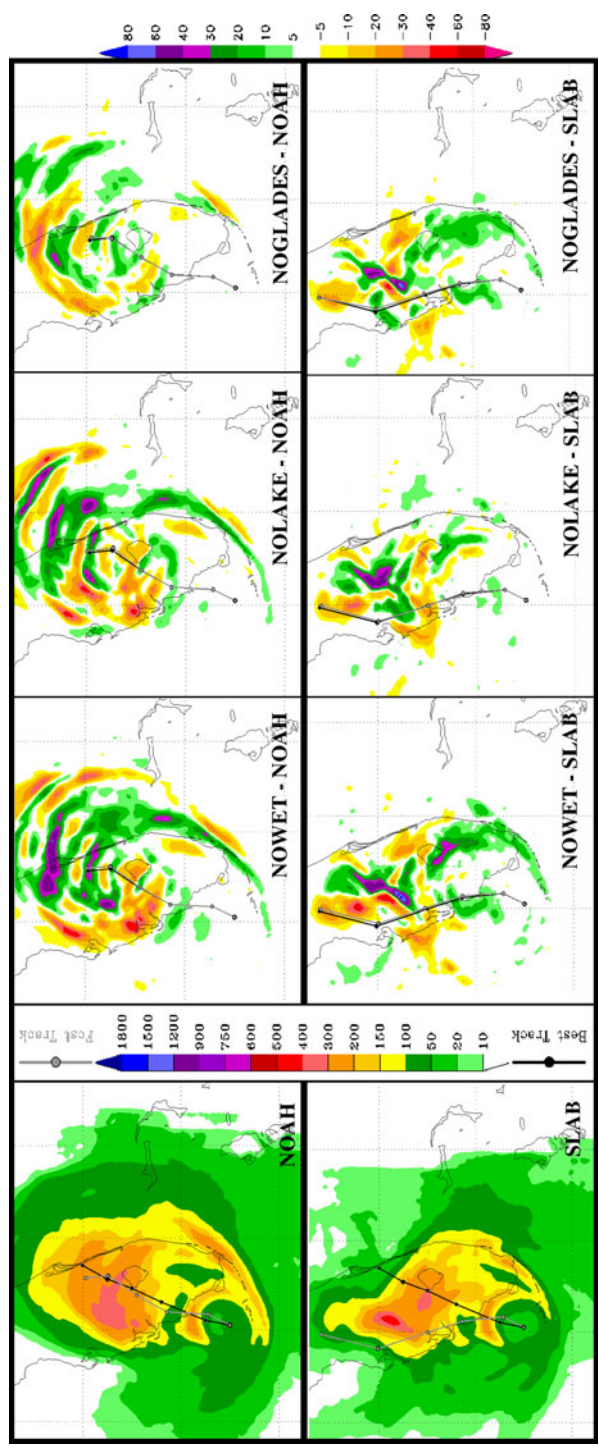 NOAH
Fcst Track
1800
1500
1200
900
750
600
500
400
300
200
100
50
20
10
Best Track
NOWET - NOAH
NOLAKE - NOAH
NOGLADES - NOAH
80
60
40
30
20
10
5
SLAB
NOWET - SLAB
NOLAKE - SLAB
NOGLADES - SLAB
-5
-10
-20
-30
-40
-60
-80